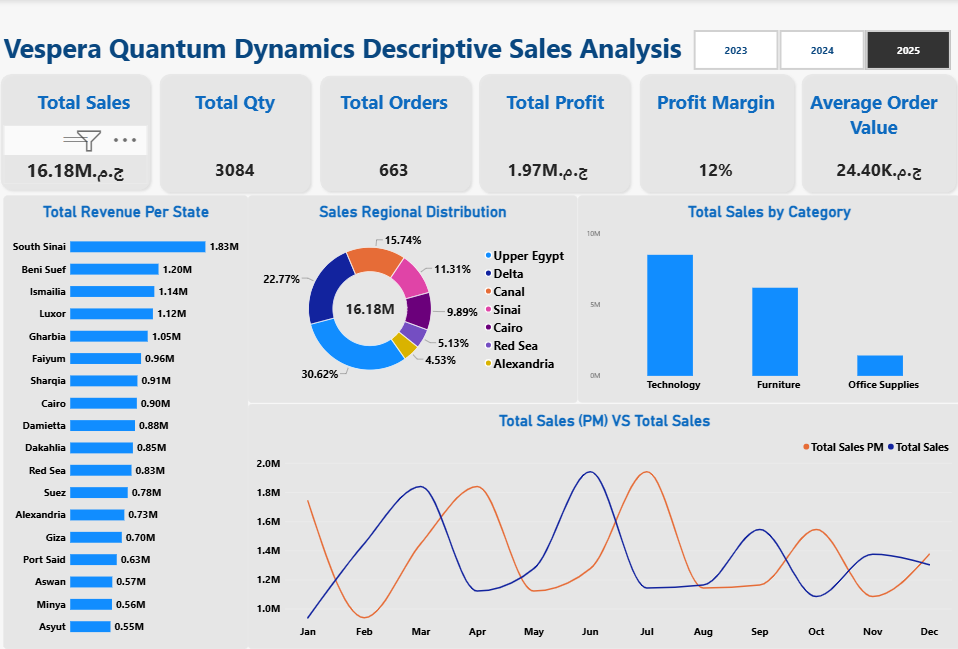 Vespera Quantum Dynamics Descriptive Sales Analysis
2023
2024
2025
Total Sales
16.18M.ج.م
Total Qty
3084
Total Orders
663
Total Profit
1.97M.ج.م
Profit Margin
12%
Average Order
Value
24.40K.ج.م
Total Revenue Per State
South Sinai 1.83M
Beni Suef 1.20M
Ismailia 1.14M
Luxor 1.12M
Gharbia 1.05M
Faiyum 0.96M
Sharqia 0.91M
Cairo 0.90M
Damietta 0.88M
Dakahlia 0.85M
Red Sea 0.83M
Suez 0.78M
Alexandria 0.73M
Giza 0.70M
Port Said 0.63M
Aswan 0.57M
Minya 0.56M
Asyut 0.55M
Sales Regional Distribution
15.74%
11.31%
22.77%
9.89%
16.18M
5.13%
4.53%
30.62%
Upper Egypt
Delta
Canal
Sinai
Cairo
Red Sea
Alexandria
Total Sales by Category
10M
5M
0M
Technology Furniture Office Supplies
Total Sales (PM) VS Total Sales
Total Sales PM Total Sales
2.0M
1.8M
1.6M
1.4M
1.2M
1.0M
Jan Feb Mar Apr May Jun Jul Aug Sep Oct Nov Dec